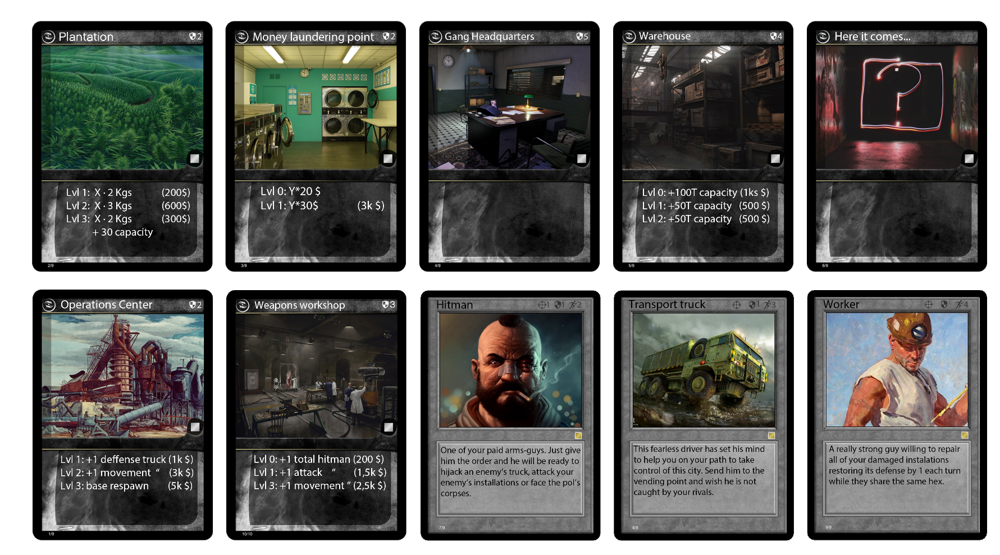 Plantation 2
Lvl 1: X · 2 Kgs (200$)
Lvl 2: X · 3 Kgs (600$)
Lvl 3: X · 2 Kgs (300$)
+ 30 capacity
2/9
Money laundering point 2
Lvl 0: Y*20 $
Lvl 1: Y*30$ (3k $)
3/9
Gang Headquarters 5
4/9
Warehouse 4
Lvl 0: +100T capacity (1ks $)
Lvl 1: +50T capacity (500 $)
Lvl 2: +50T capacity (500 $)
5/9
Here it comes...
6/9
Operations Center 2
Lvl 1: +1 deffense truck (1k $)
Lvl 2: +1 movement “ (3k $)
Lvl 3: base respawn (5k $)
1/9
Weapons workshop 3
Lvl 0: +1 total hitman (200 $)
Lvl 1: +1 attack “ (1,5k $)
Lvl 3: +1 movement ” (2,5k $)
10/10
Hitman 1 1 2
One of your paid arms-guys. Just give
him the order and he will be ready to
hijack an enemy's truck, attack your
enemy's installations or face the pol's
corpses.
7/9
Transport truck 1 3
This fearless driver has set his mind
to help you on your path to take
control of this city. Send him to the
vending point and wish he is not
caught by your rivals.
8/9
Worker 4
A really strong guy willing to repair
all of your damaged instalations
restoring its defense by 1 each turn
while they share the same hex.
9/9